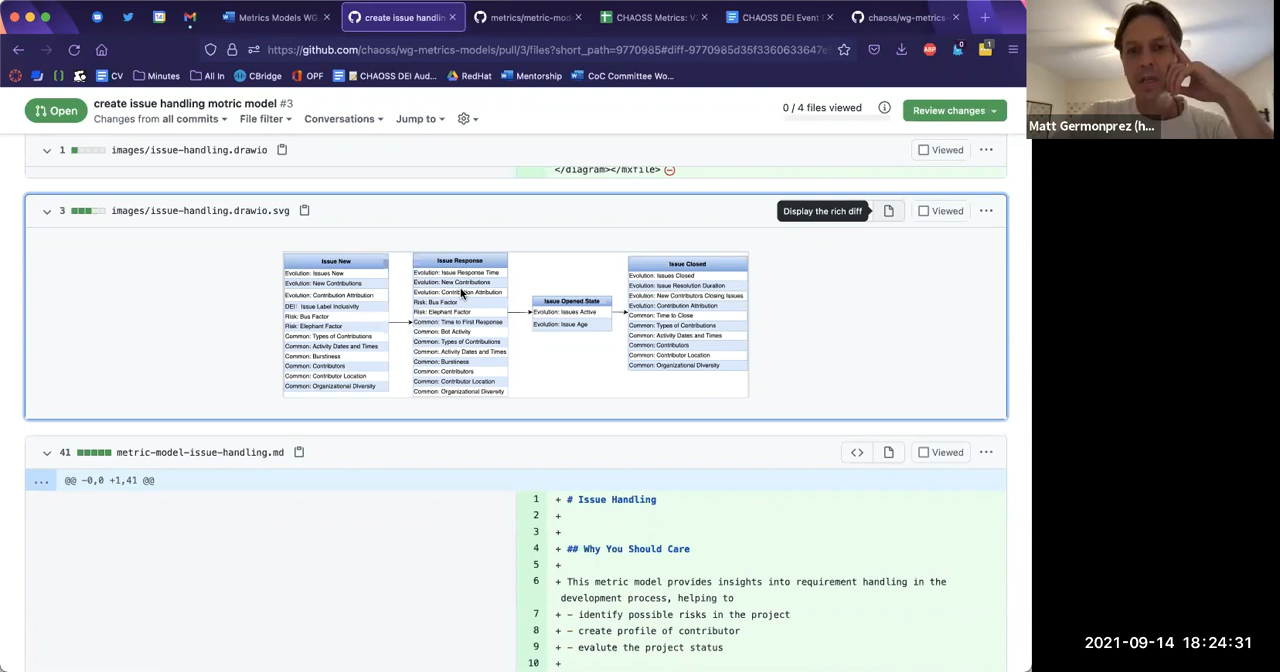 Metrics Models WG
create issue handlin
metrics/metric-mod
CHAOSS Metrics: V
CHAOSS DEI Event
chaoss/wg-metrics
https://github.com/chaoss/wg-metrics-models/pull/3/files?short_path=9770985#diff-9770985d35f3360633647e
CV
Minutes
All In
CBridge
OPF
CHAOSS DEI Aud...
RedHat
Mentorship
CoC Committee Wo...
Open
create issue handling motric model #3
Changes from all commits
File filter
Conversations
Jump to
0 / 4 files viewed
Review changes
Matt Germonprez (h...
1 images/issue-handling.drawio
Viewed
</diagram></mxfile>
3 images/issue-handling.drawio.svg
Display the rich diff
Viewed
Issue New
Evolution: Issues New
Evolution: New Contributions
Evolution: Contribution Attribution
DEI: Issue Label Inclusivity
Risk: Bus Factor
Risk: Elephant Factor
Common: Types of Contributions
Common: Activity Dates and Times
Common: Burstiness
Common: Contributors
Common: Contributor Location
Common: Organizational Diversity
Issue Response
Evolution: Issue Response Time
Evolution: New Contributions
Evolution: Contribution Attribution
Risk: Bus Factor
Risk: Elephant Factor
Common: Time to First Response
Common: Bot Activity
Common: Types of Contributions
Common: Activity Dates and Times
Common: Burstiness
Common: Contributors
Common: Contributor Location
Common: Organizational Diversity
Issue Opened State
Evolution: Issues Active
Evolution: Issue Age
Issue Closed
Evolution: Issues Closed
Evolution: Issue Resolution Duration
Evolution: New Contributors Closing Issues
Evolution: Contribution Attribution
Common: Time to Close
Common: Types of Contributions
Common: Activity Dates and Times
Common: Contributors
Common: Contributor Location
Common: Organizational Diversity
41 metric-model-issue-handling.md
Viewed
... @@ -0,0 +1,41 @@
1 + # Issue Handling
2 +
3 +
4 + ## Why You Should Care
5 +
6 + This metric model provides insights into requirement handling in the
development process, helping to
7 + - identify possible risks in the project
8 + - create profile of contributor
9 + - evalute the project status
10 +
2021-09-14 18:24:31